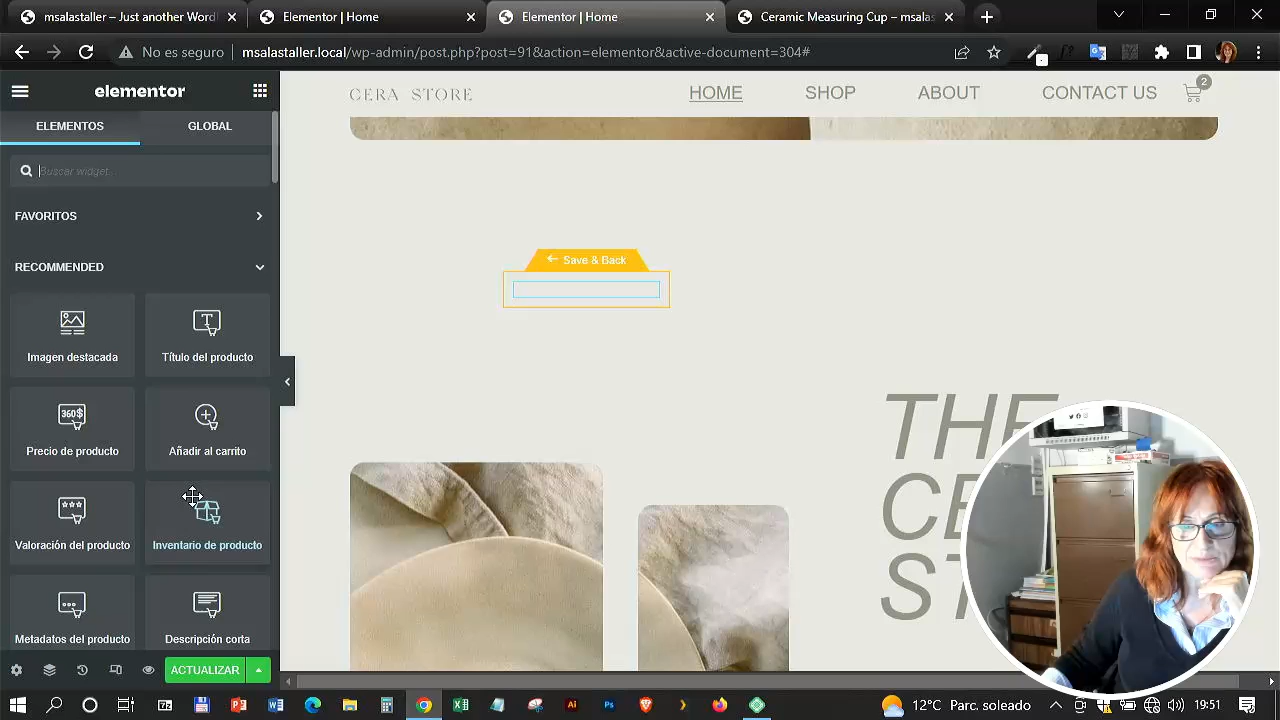 msalastaller – Just another Word
Elementor | Home
Elementor | Home
Ceramic Measuring Cup – msalas
No es seguro
msalastaller.local/wp-admin/post.php?post=91&action=elementor&active-document=304#
elementor
ELEMENTOS
GLOBAL
Buscar widget...
FAVORITOS
RECOMMENDED
Imagen destacada
Título del producto
360$
Precio de producto
Añadir al carrito
Valoración del producto
Inventario de producto
Metadatos del producto
Descripción corta
ACTUALIZAR
CERA STORE
HOME
SHOP
ABOUT
CONTACT US
2
Save & Back
THE
CE
ST
12°C Parc. soleado
19:51